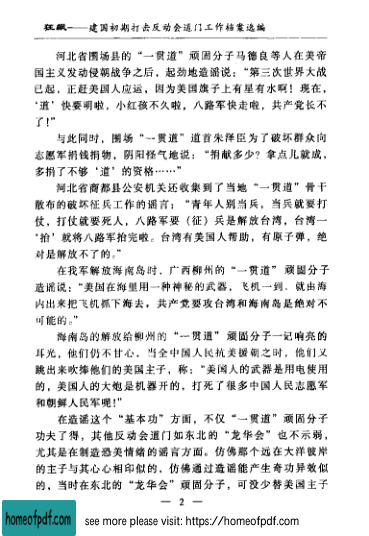 狂飙——建国初期打击反动会道门工作档案选编
河北省围场县的“一贯道”顽固分子马德良等人在美帝
国主义发动侵朝战争之后，起劲地造谣说：“第三次世界大战
已起，正赶美国人应运，因为美国旗子上有星有水啊！现在，
‘道’快要明啦，小红孩不久啦，八路军快走啦，共产党长不
了！”
与此同时，围场“一贯道”道首朱泽臣为了破坏群众向
志愿军捐钱捐物，阴阳怪气地说：“捐献多少？拿点儿就成，
多捐了不够‘道’的资格……”
河北省商都县公安机关还收集到了当地“一贯道”骨干
散布的破坏征兵工作的谣言：“青年人别当兵，当兵就要打
仗，打仗就要死人，八路军要（征）兵是解放台湾，台湾一
‘抬’就将八路军抬完啦。台湾有美国人帮助，有原子弹，绝
对是解放不了的。”
在我军解放海南岛时，广西柳州的“一贯道”顽固分子
造谣说：“美国在海里用一种神秘的武器，飞机一到，就由海
内出来把飞机抓下海去，共产党要攻台湾和海南岛是绝对不
可能的。”
海南岛的解放给柳州的“一贯道”顽固分子一记响亮的
耳光，他们仍不甘心，当全中国人民抗美援朝之时，他们又
跳出来吹捧他们的美国主子，称：“美国人的武器是用电使用
的，美国人的大炮是机器开的，打死了很多中国人民志愿军
和朝鲜人民军呢！”
在造谣这个“基本功”方面，不仅“一贯道”顽固分子
功夫了得，其他反动会道门如东北的“龙华会”也不示弱，
尤其是在制造恐美情绪的谣言方面。仿佛那个远在大洋彼岸
的主子与其心心相印似的，仿佛通过造谣能产生奇功异效似
的，当时在东北的“龙华会”顽固分子，可没少替美国主子
— 2 —
homeofpdf.com
see more please visit: https://homeofpdf.com